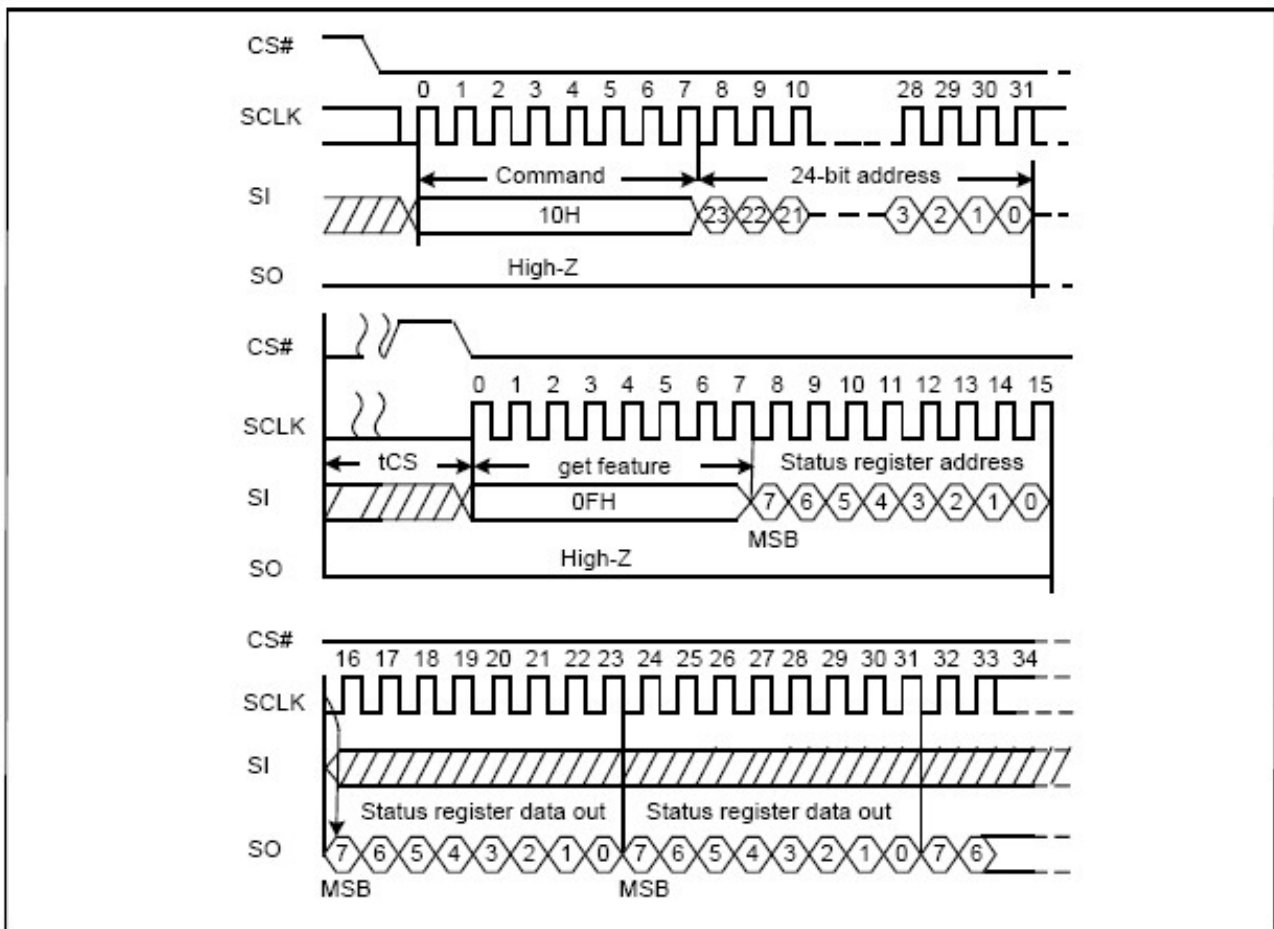 CS#
0 1 2 3 4 5 6 7 8 9 10 28 29 30 31
SCLK
Command 24-bit address
SI
10H 23 22 21 3 2 1 0
High-Z
SO
CS#
0 1 2 3 4 5 6 7 8 9 10 11 12 13 14 15
SCLK
tCS get feature Status register address
SI 0FH 7 6 5 4 3 2 1 0
MSB
High-Z
SO
CS#
16 17 18 19 20 21 22 23 24 25 26 27 28 29 30 31 32 33 34
SCLK
SI
Status register data out Status register data out
SO 7 6 5 4 3 2 1 0 7 6 5 4 3 2 1 0 7 6
MSB MSB